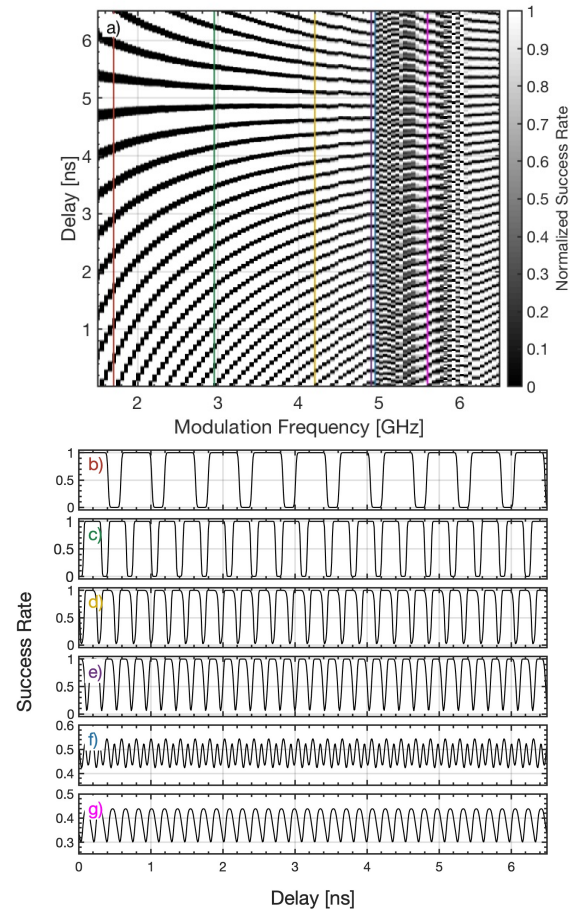 a)
6
5
4
3
2
1
Delay [ns]
2 3 4 5 6
Modulation Frequency [GHz]
1
0.9
0.8
0.7
0.6
0.5
0.4
0.3
0.2
0.1
0
Normalized Success Rate
b)
1
0.5
0
c)
1
0.5
0
d)
1
0.5
0
e)
1
0.5
0
f)
0.6
0.5
0.4
g)
0.5
0.4
0.3
Success Rate
0 1 2 3 4 5 6
Delay [ns]